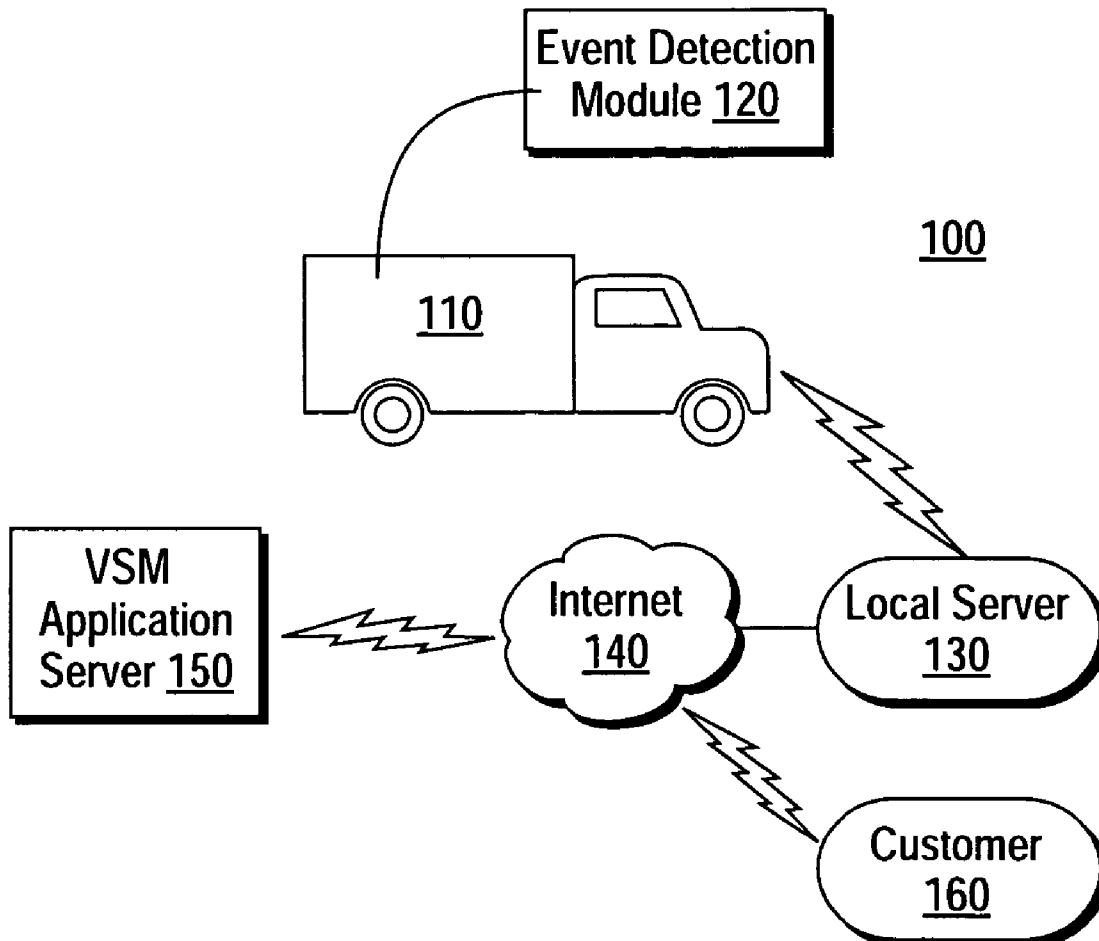 Event Detection
Module 120
100
110
VSM
Application
Server 150
Internet
140
Local Server
130
Customer
160